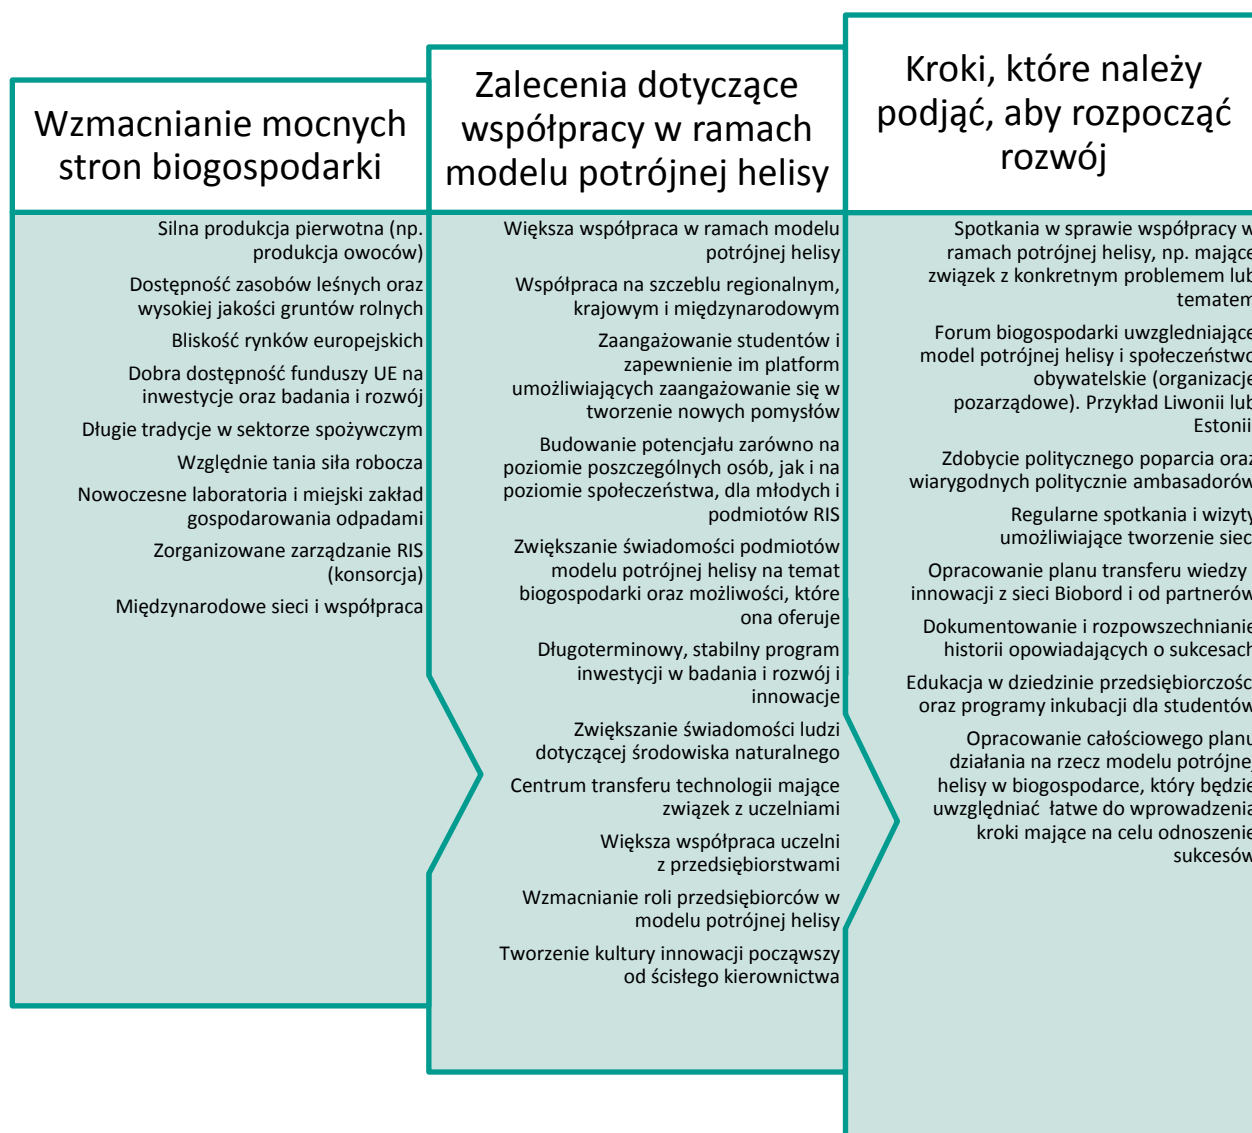 Wzmacnianie mocnych
stron biogospodarki
Silna produkcja pierwotna (np.
produkcja owoców)
Dostępność zasobów leśnych oraz
wysokiej jakości gruntów rolnych
Bliskość rynków europejskich
Dobra dostępność funduszy UE na
inwestycje oraz badania i rozwój
Długie tradycje w sektorze spożywczym
Względnie tania siła robocza
Nowoczesne laboratoria i miejski zakład
gospodarowania odpadami
Zorganizowane zarządzanie RIS
(konsorcja)
Międzynarodowe sieci i współpraca
Zalecenia dotyczące
współpracy w ramach
modelu potrójnej helisy
Większa współpraca w ramach modelu
potrójnej helisy
Współpraca na szczeblu regionalnym,
krajowym i międzynarodowym
Zaangażowanie studentów i
zapewnienie im platform
umożliwiających zaangażowanie się w
tworzenie nowych pomysłów
Budowanie potencjału zarówno na
poziomie poszczególnych osób, jak i na
poziomie społeczeństwa, dla młodych i
podmiotów RIS
Zwiększanie świadomości podmiotów
modelu potrójnej helisy na temat
biogospodarki oraz możliwości, które
ona oferuje
Długoterminowy, stabilny program
inwestycji w badania i rozwój i
innowacje
Zwiększanie świadomości ludzi
dotyczącej środowiska naturalnego
Centrum transferu technologii mające
związek z uczelniami
Większa współpraca uczelni
z przedsiębiorstwami
Wzmacnianie roli przedsiębiorców w
modelu potrójnej helisy
Tworzenie kultury innowacji począwszy
od ścisłego kierownictwa
Kroki, które należy
podjąć, aby rozpocząć
rozwój
Spotkania w sprawie współpracy w
ramach potrójnej helisy, np. mające
związek z konkretnym problemem lub
tematem
Forum biogospodarki uwzgledniające
model potrójnej helisy i społeczeństwo
obywatelskie (organizacje
pozarządowe). Przykład Liwonii lub
Estonii
Zdobycie politycznego poparcia oraz
wiarygodnych politycznie ambasadorów
Regularne spotkania i wizyty
umożliwiające tworzenie siec
Opracowanie planu transferu wiedzy
innowacji z sieci Biobord i od partnerów
Dokumentowanie i rozpowszechnianie
historii opowiadających o sukcesach
Edukacja w dziedzinie przedsiębiorczośc
oraz programy inkubacji dla studentów
Opracowanie całościowego planu
działania na rzecz modelu potrójnej
helisy w biogospodarce, który będzie
uwzględniać łatwe do wprowadzenia
kroki mające na celu odnoszenie
sukcesów